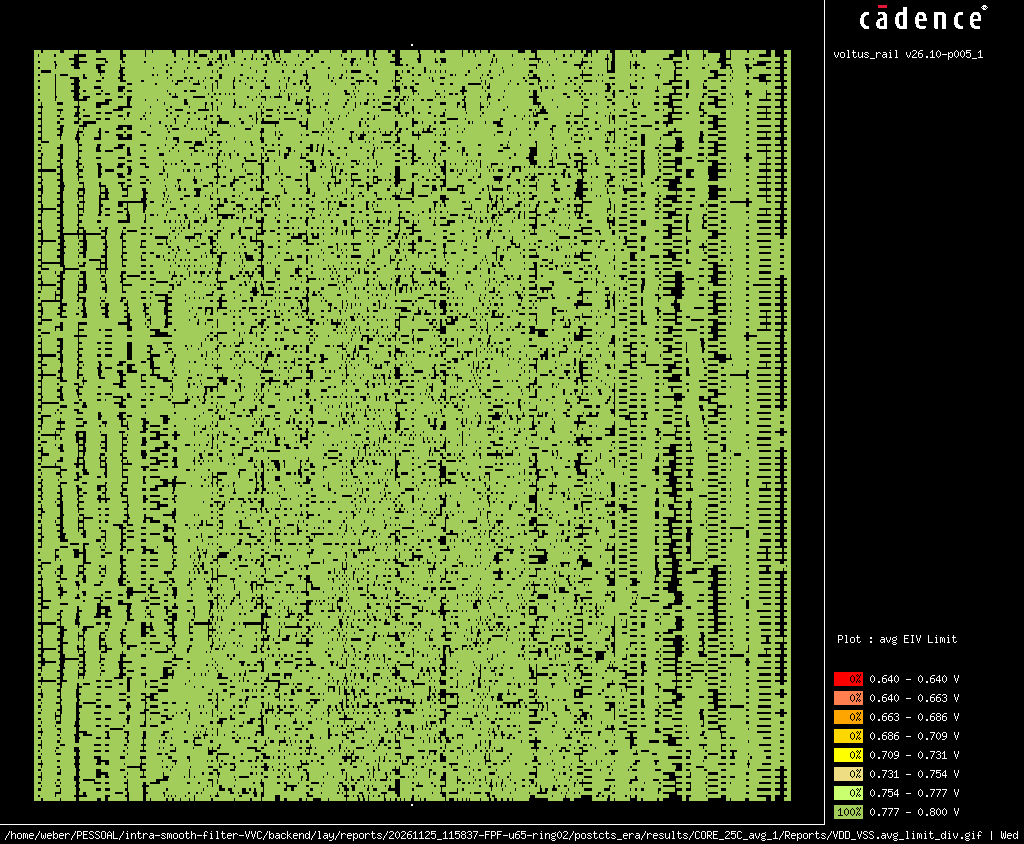 cādence®
voltus_rail v26.10-p005_1
Plot : avg EIV Limit
0% 0.640 - 0.640 V
0% 0.640 - 0.663 V
0% 0.663 - 0.686 V
0% 0.686 - 0.709 V
0% 0.709 - 0.731 V
0% 0.731 - 0.754 V
0% 0.754 - 0.777 V
100% 0.777 - 0.800 V
/home/weber/PESSOAL/intra-smooth-filter-VVC/backend/lay/reports/20261125_115837-FPF-u65-ring02/postcts_era/results/CORE_25C_avg_1/Reports/VDD_VSS.avg_limit_div.gif | Wed